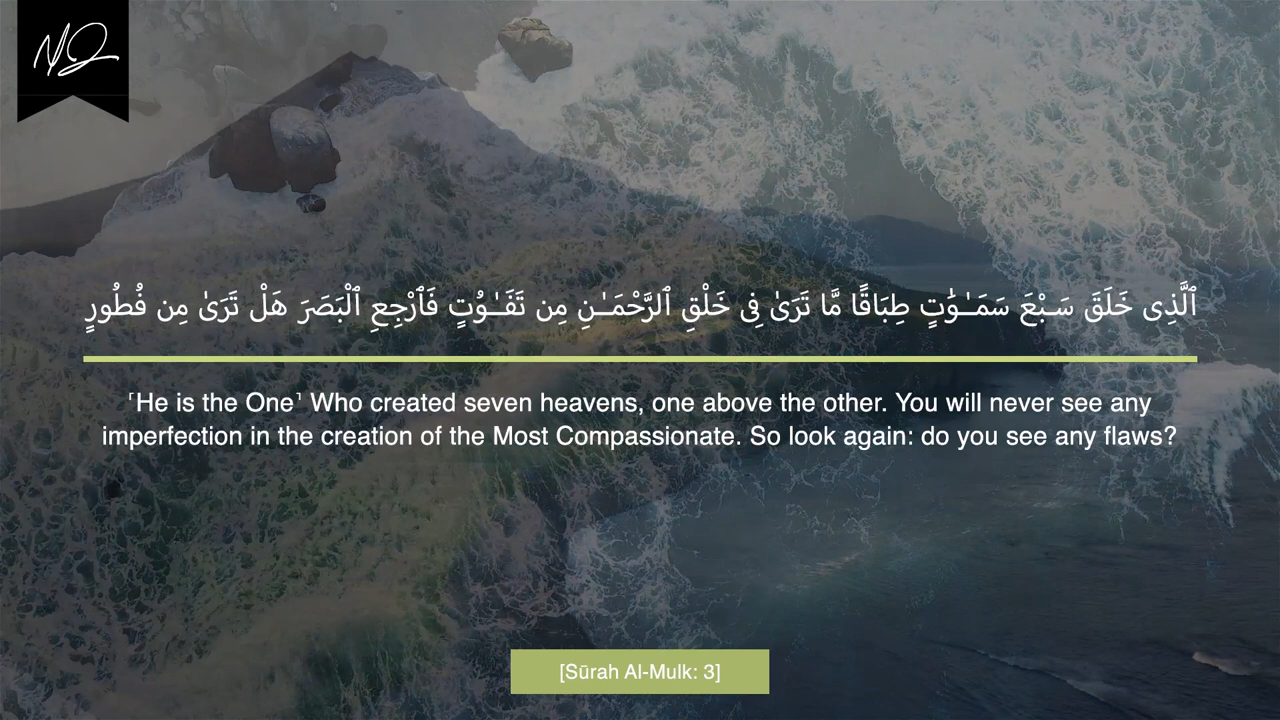 ٱلَّذِى خَلَقَ سَبْعَ سَمَـٰوَٰتٍ طِبَاقًا مَّا تَرَىٰ فِى خَلْقِ ٱلرَّحْمَـٰنِ مِن تَفَـٰوُتٍ فَٱرْجِعِ ٱلْبَصَرَ هَلْ تَرَىٰ مِن فُطُورٍ
˹He is the One˺ Who created seven heavens, one above the other. You will never see any
imperfection in the creation of the Most Compassionate. So look again: do you see any flaws?
[Sūrah Al-Mulk: 3]